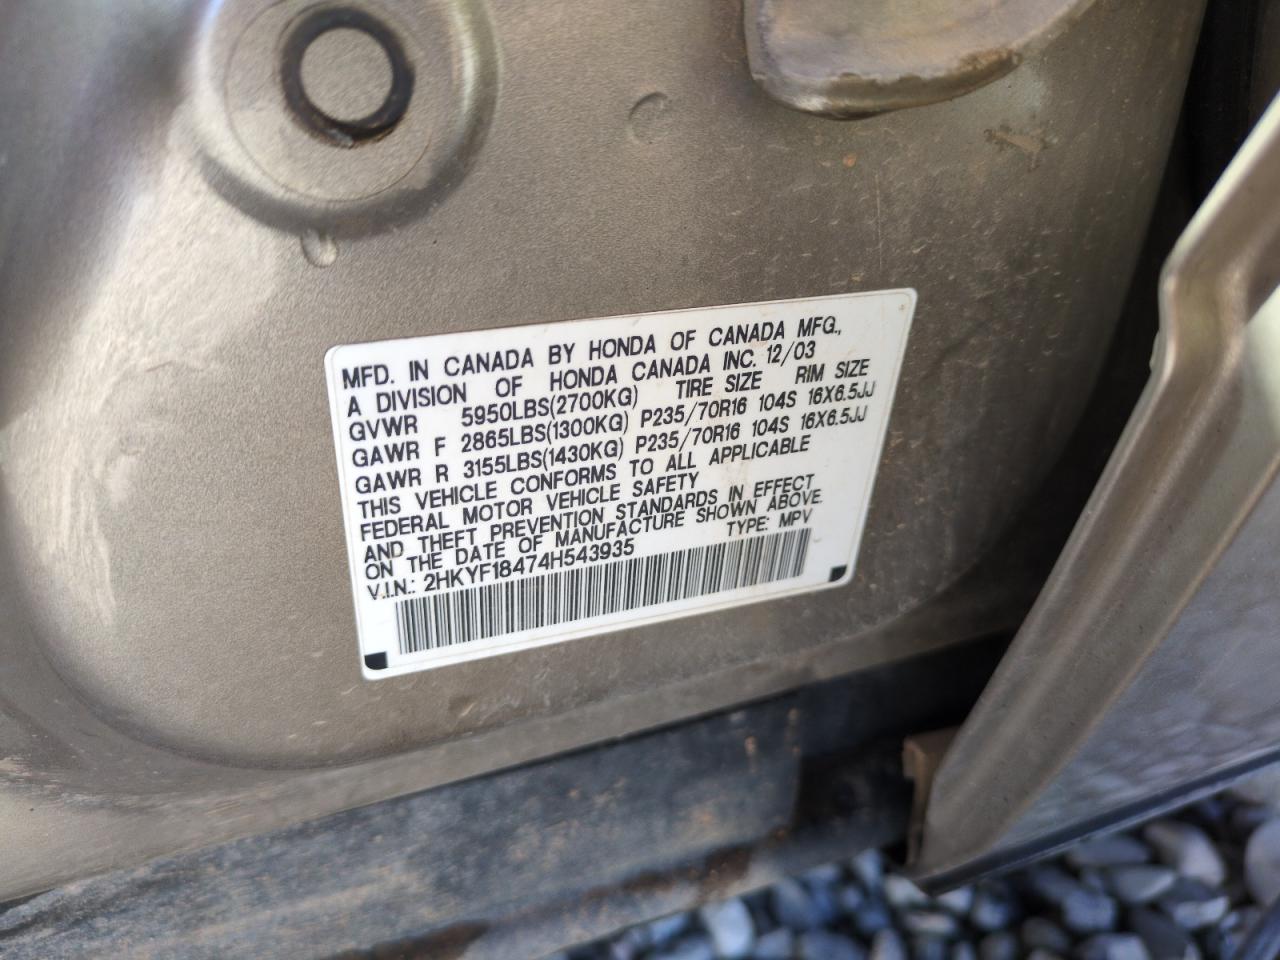 MFD. IN CANADA BY HONDA OF CANADA MFG.,
A DIVISION OF HONDA CANADA INC. 12/03
GVWR 5950LBS(2700KG) TIRE SIZE RIM SIZE
GAWR F 2865LBS(1300KG) P235/70R16 104S 16X6.5JJ
GAWR R 3155LBS(1430KG) P235/70R16 104S 16X6.5JJ
THIS VEHICLE CONFORMS TO ALL APPLICABLE
FEDERAL MOTOR VEHICLE SAFETY
AND THEFT PREVENTION STANDARDS IN EFFECT
ON THE DATE OF MANUFACTURE SHOWN ABOVE.
V.I.N.: 2HKYF18474H543935 TYPE: MPV